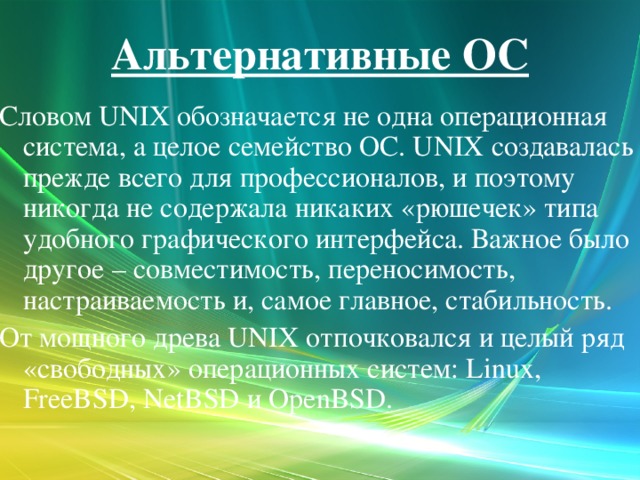 Альтернативные ОС
Словом UNIX обозначается не одна операционная
система, а целое семейство ОС. UNIX создавалась
прежде всего для профессионалов, и поэтому
никогда не содержала никаких «рюшечек» типа
удобного графического интерфейса. Важное было
другое – совместимость, переносимость,
настраиваемость и, самое главное, стабильность.
От мощного древа UNIX отпочковался и целый ряд
«свободных» операционных систем: Linux,
FreeBSD, NetBSD и OpenBSD.